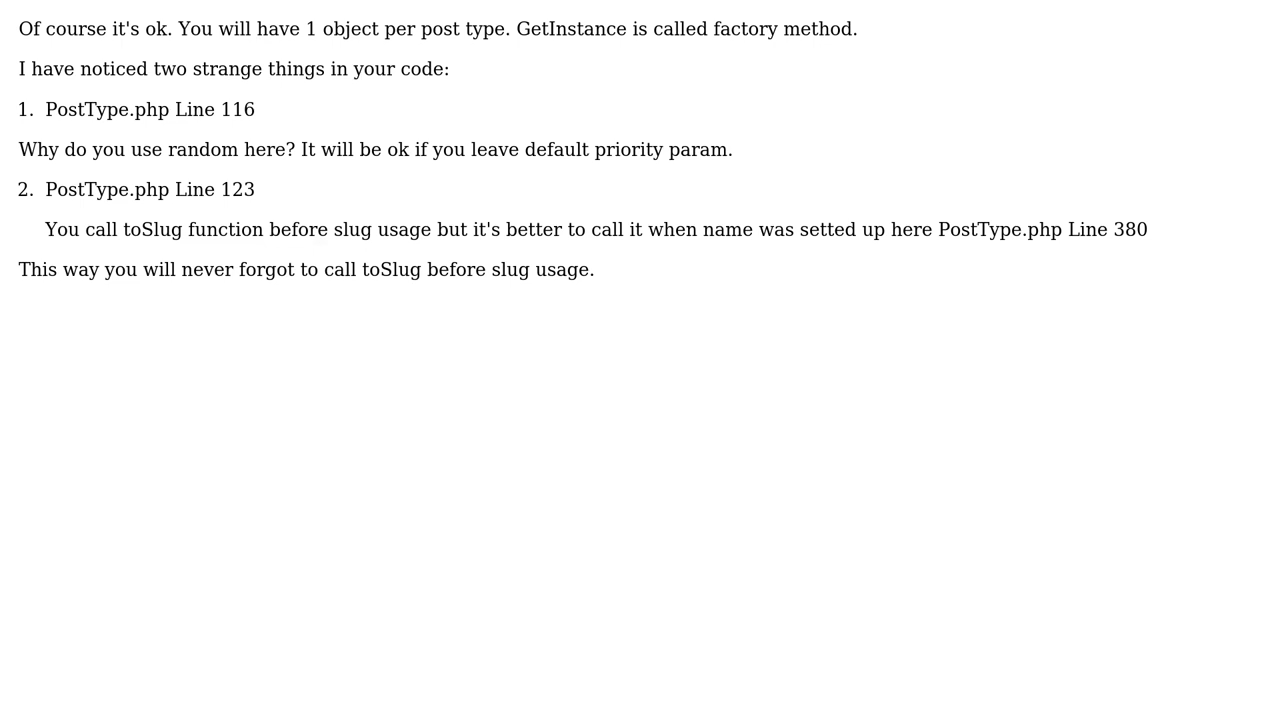 Of course it's ok. You will have 1 object per post type. GetInstance is called factory method.
I have noticed two strange things in your code:
1. PostType.php Line 116
Why do you use random here? It will be ok if you leave default priority param.
2. PostType.php Line 123
You call toSlug function before slug usage but it's better to call it when name was setted up here PostType.php Line 380
This way you will never forgot to call toSlug before slug usage.